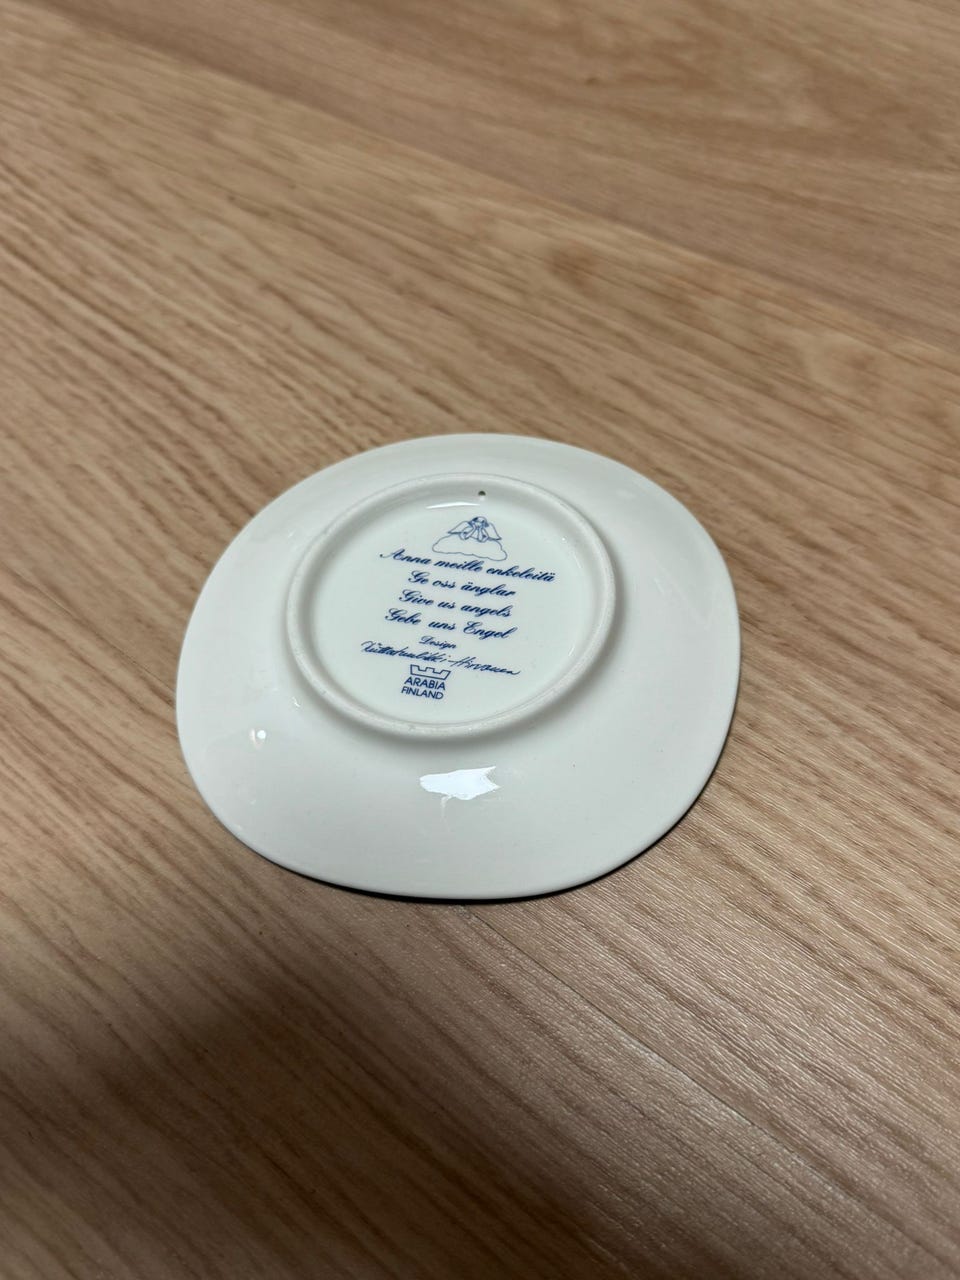 Anna meille enkeleitä
Ge oss änglar
Give us angels
Gebe uns Engel
Design
ARABIA
FINLAND